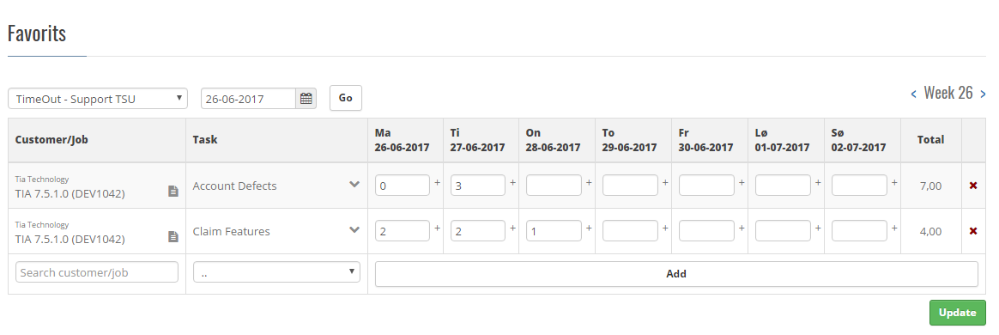 Favorits
TimeOut - Support TSU 26-06-2017 Go < Week 26 >
Customer/Job Task Ma 26-06-2017 Ti 27-06-2017 On 28-06-2017 To 29-06-2017 Fr 30-06-2017 Lø 01-07-2017 Sø 02-07-2017 Total
Tia Technology
TIA 7.5.1.0 (DEV1042) Account Defects 0 + 3 + + + + + + 7,00
Tia Technology
TIA 7.5.1.0 (DEV1042) Claim Features 2 + 2 + 1 + + + + + 4,00
Search customer/job .. Add
Update